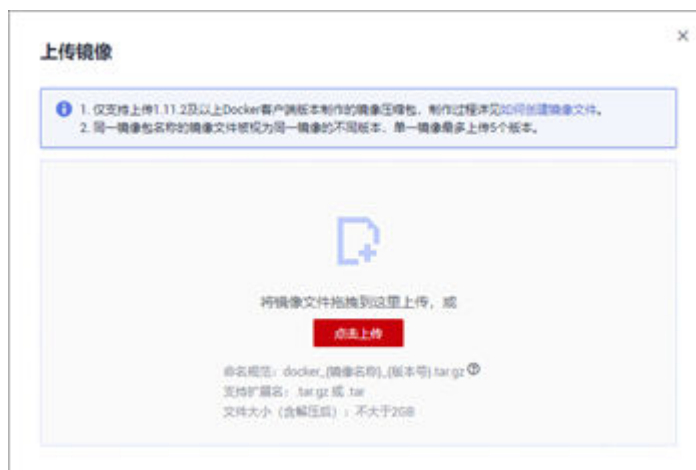 上传镜像
1. 仅支持上传1.11.2及以上Docker客户端版本制作的镜像压缩包，制作过程详见如何创建镜像文件。
2. 同一镜像包名称的镜像文件被视为同一镜像的不同版本，单一镜像最多上传5个版本。
将镜像文件拖拽到这里上传，或
点击上传
命名规范：docker_{镜像名称}_{版本号}.tar.gz
支持扩展名：.tar.gz 或 .tar
文件大小（含解压后）：不大于2GB